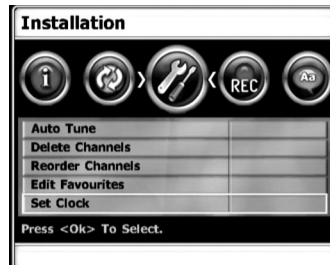 Installation
i
REC
Aa
Auto Tune
Delete Channels
Reorder Channels
Edit Favourites
Set Clock
Press <Ok> To Select.